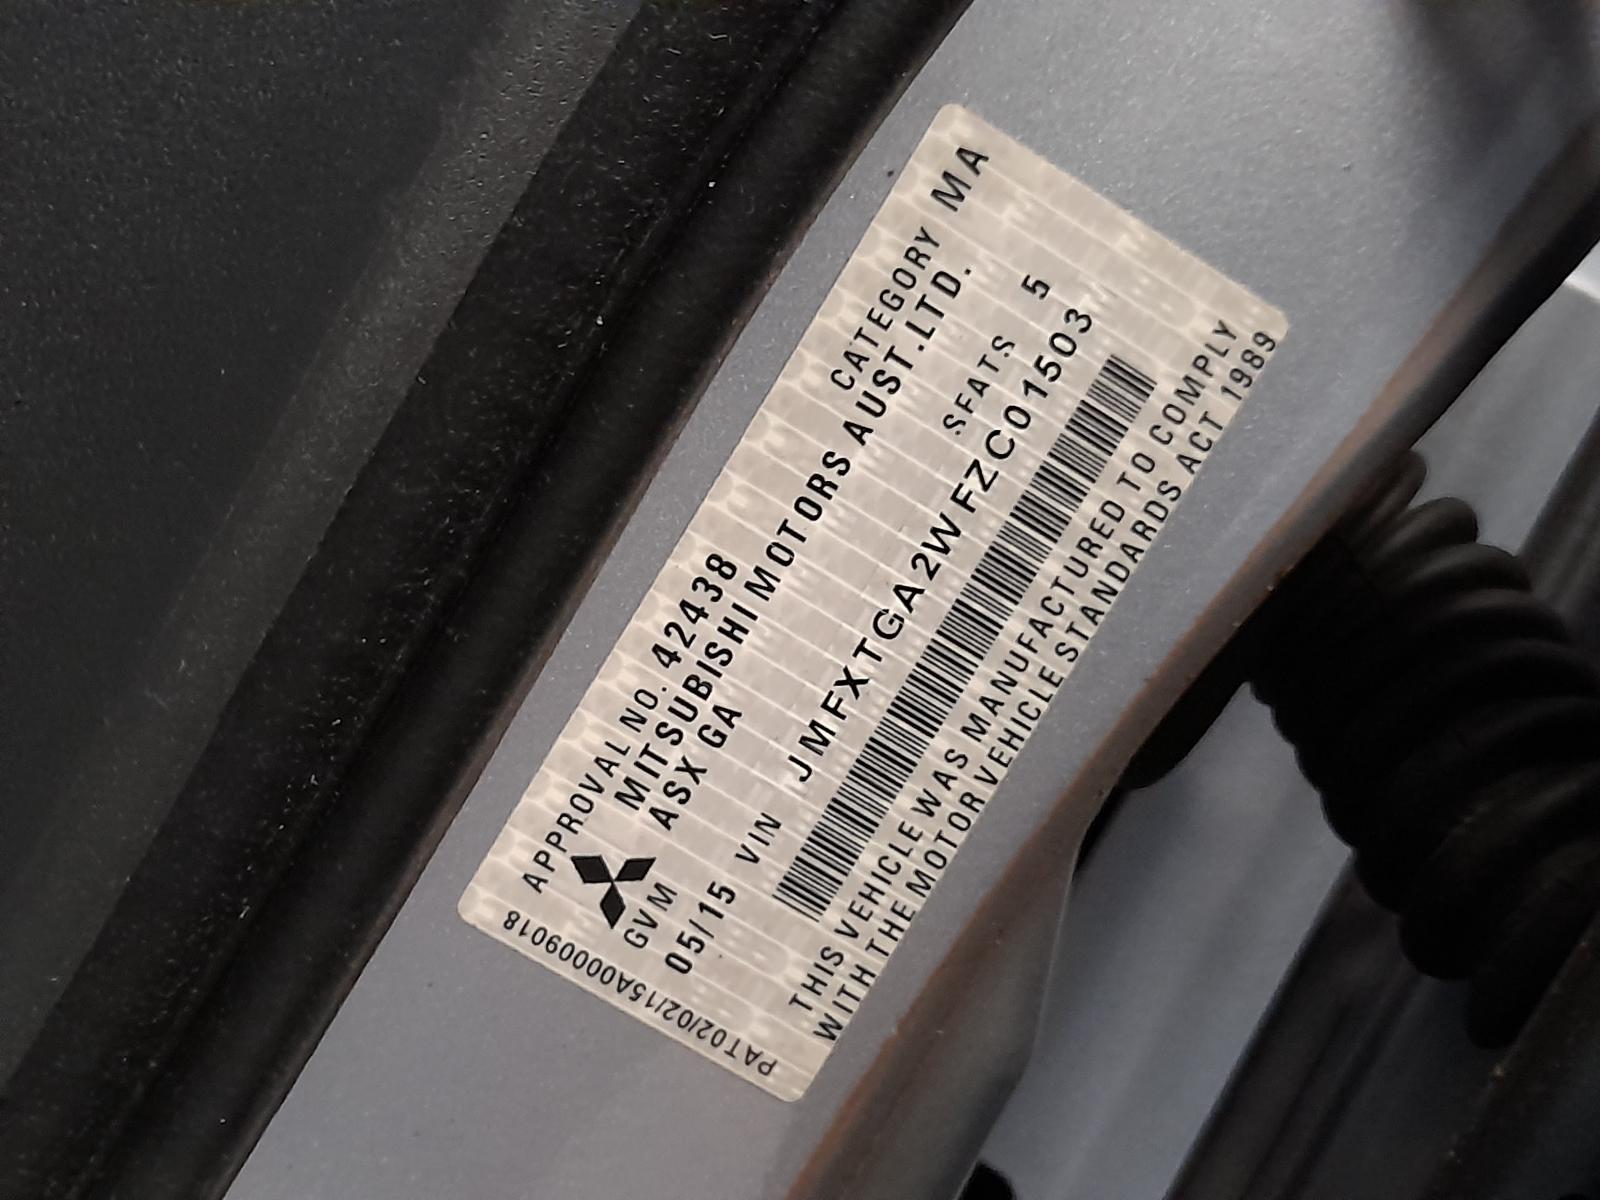 APPROVAL NO. 42438 CATEGORY MA
MITSUBISHI MOTORS AUST.LTD.
ASX GA
GVM SEATS 5
05/15 VIN JMFXTGA2WFZC01503
THIS VEHICLE WAS MANUFACTURED TO COMPLY
WITH THE MOTOR VEHICLE STANDARDS ACT 1989
PAT02/02/15A00009018